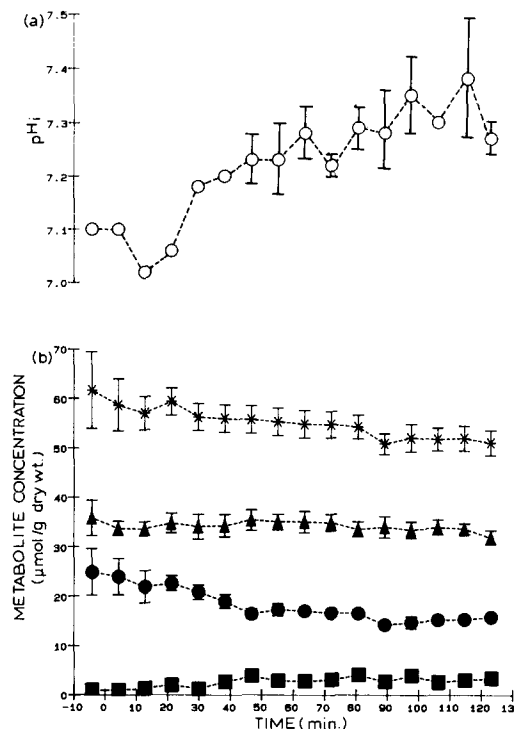 (a)
7.5
7.4
7.3
7.2
7.1
7.0
pHi
(b)
70
60
50
40
30
20
10
0
METABOLITE CONCENTRATION
(µmol/g dry wt.)
-10 0 10 20 30 40 50 60 70 80 90 100 110 120 13
TIME (min.)